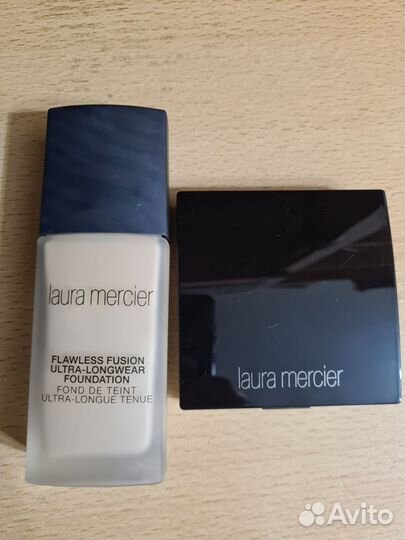 laura mercier
FLAWLESS FUSION
ULTRA-LONGWEAR
FOUNDATION
FOND DE TEINT
ULTRA-LONGUE TENUE
laura mercier
Avito